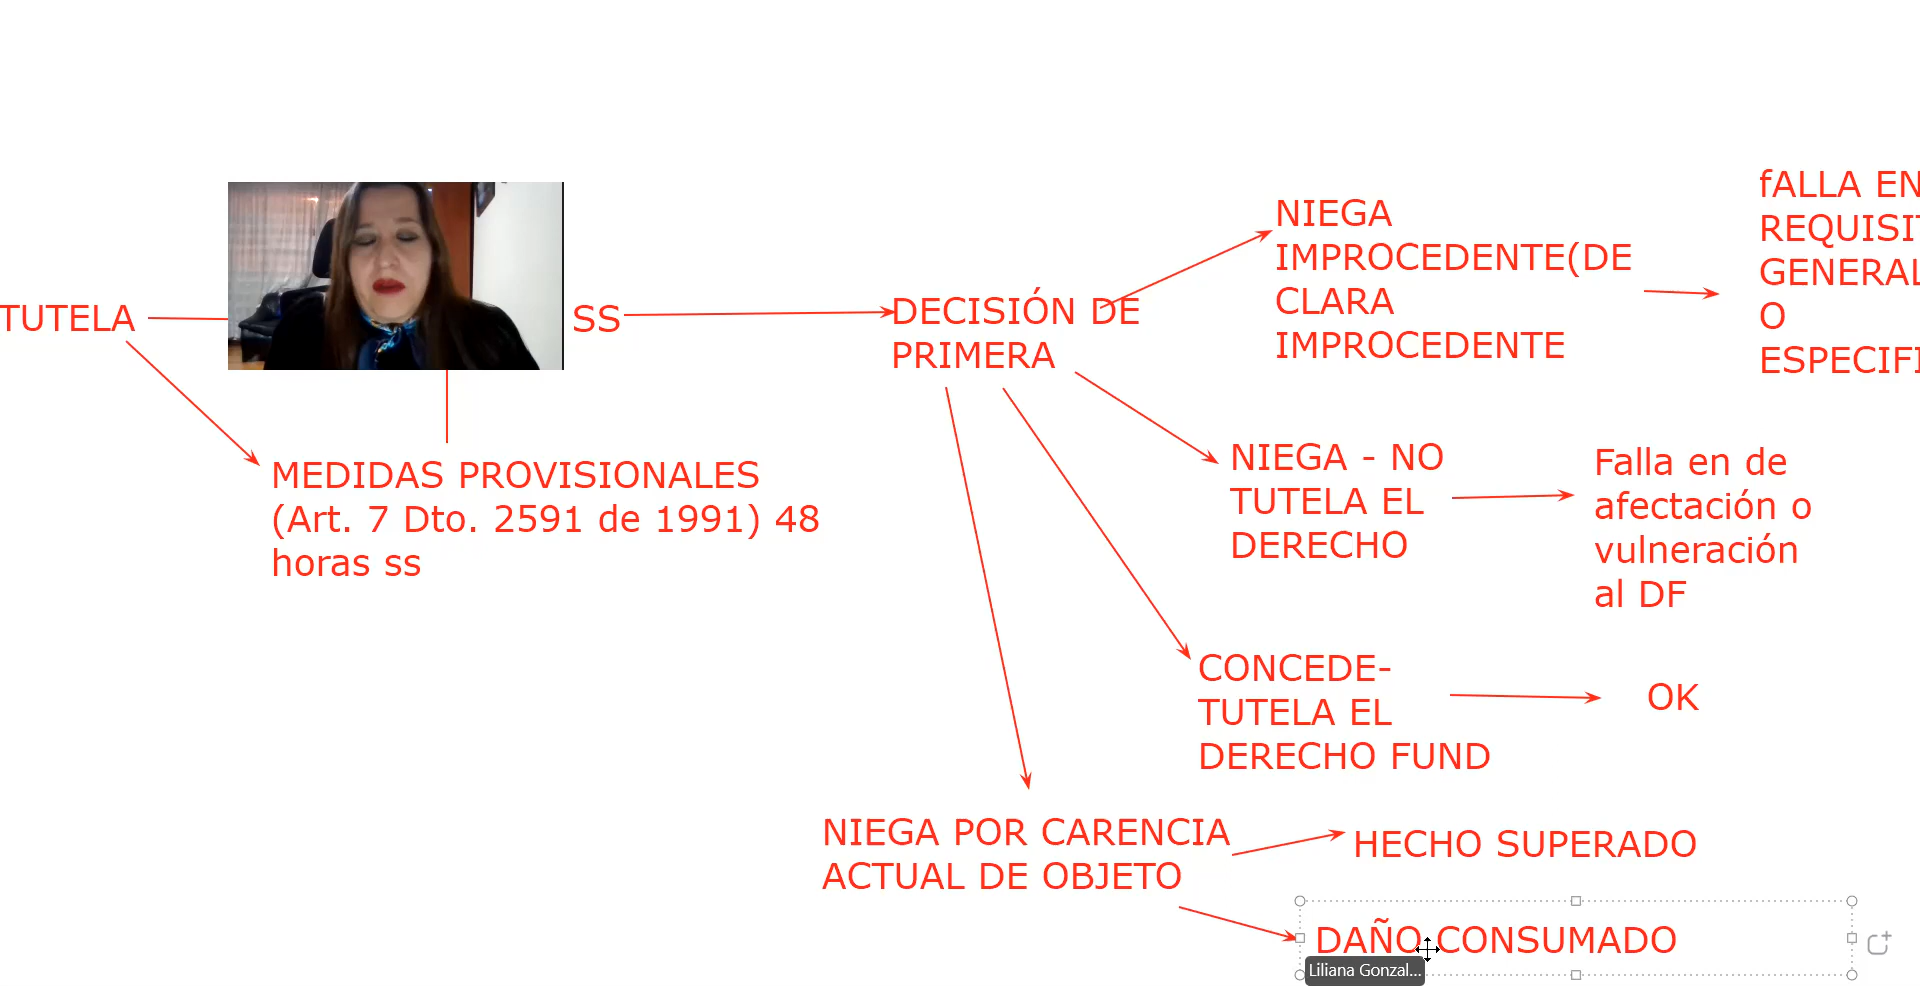 TUTELA
SS
MEDIDAS PROVISIONALES
(Art. 7 Dto. 2591 de 1991) 48
horas ss
DECISIÓN DE
PRIMERA
NIEGA
IMPROCEDENTE(DE
CLARA
IMPROCEDENTE
fALLA EN
REQUISIT
GENERAL
O
ESPECIFI
NIEGA - NO
TUTELA EL
DERECHO
Falla en de
afectación o
vulneración
al DF
CONCEDE-
TUTELA EL
DERECHO FUND
OK
NIEGA POR CARENCIA
ACTUAL DE OBJETO
HECHO SUPERADO
DAÑO CONSUMADO
Liliana Gonzal...